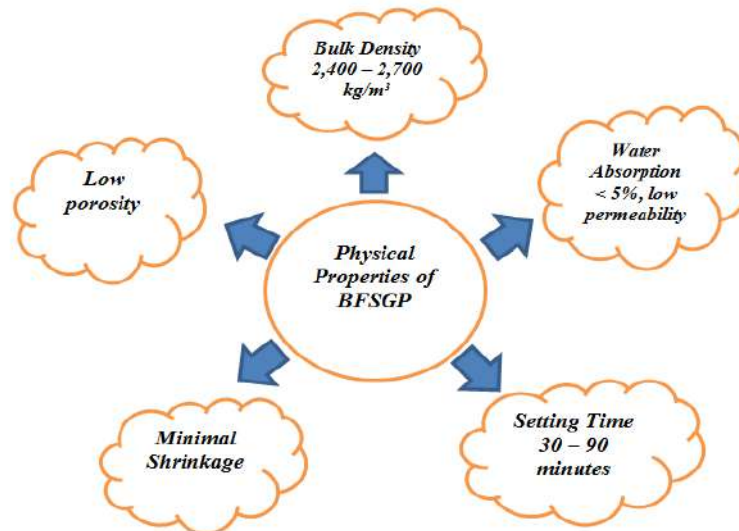 Bulk Density
2,400 – 2,700
kg/m³
Low
porosity
Water
Absorption
< 5%, low
permeability
Physical
Properties of
BFSGP
Minimal
Shrinkage
Setting Time
30 – 90
minutes